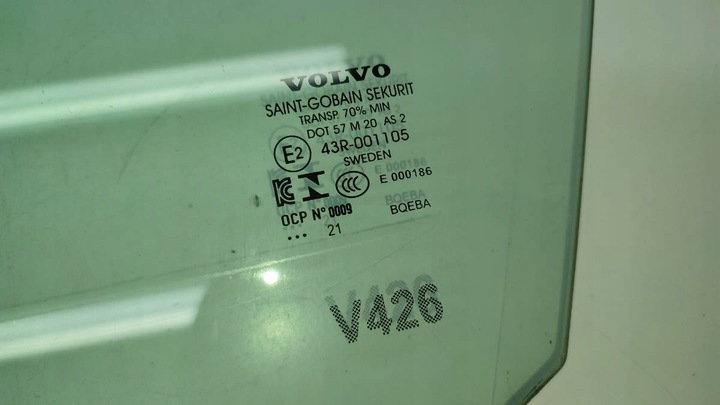 VOLVO
SAINT-GOBAIN SEKURIT
TRANSP. 70% MIN
DOT 57 M 20 AS 2
E2 43R-001105
SWEDEN
CCC E 000186
OCP N° 0009 BQEBA
... 21
V426